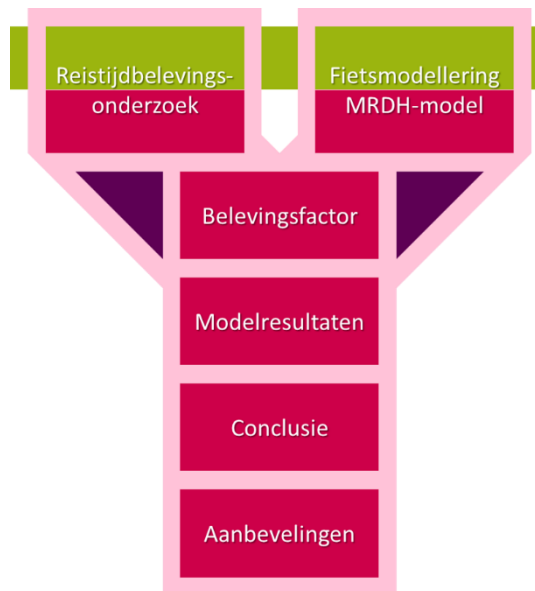 Reistijdbelevings-
onderzoek
Fietsmodellering
MRDH-model
Belevingsfactor
Modelresultaten
Conclusie
Aanbevelingen